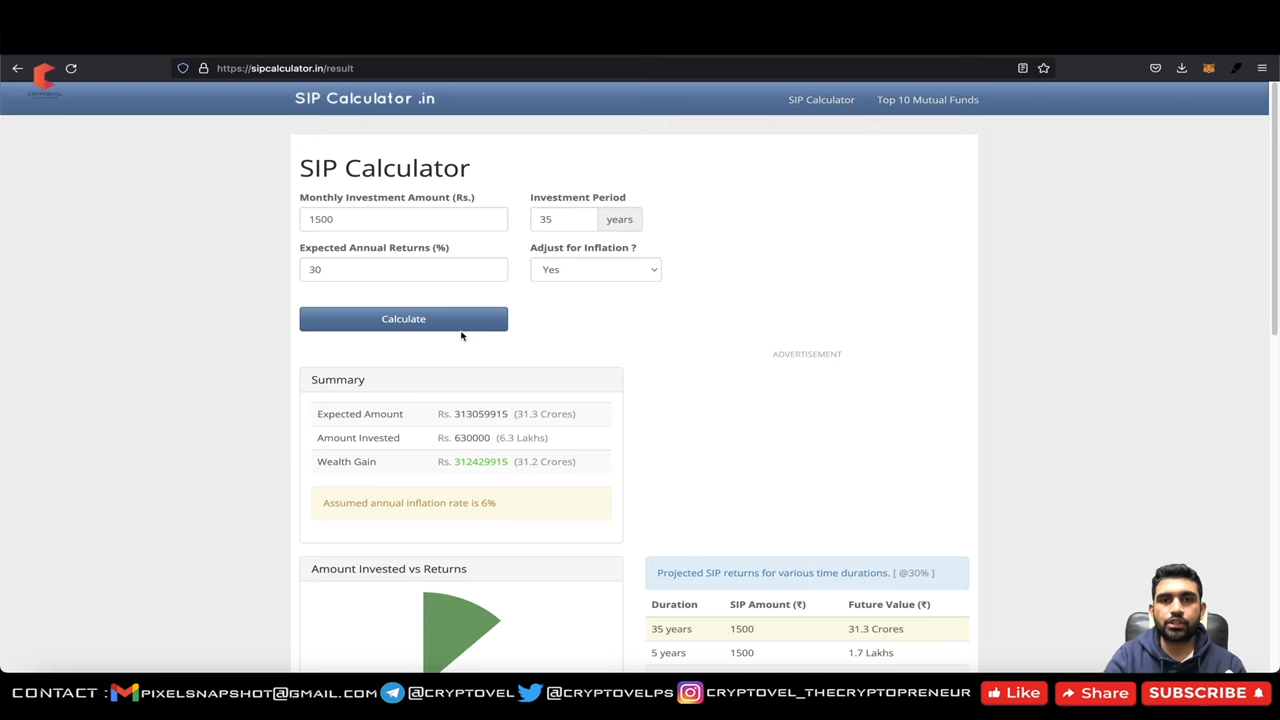 https://sipcalculator.in/result
CRYPTOVEL
SIP Calculator .in
SIP Calculator
Top 10 Mutual Funds
SIP Calculator
Monthly Investment Amount (Rs.)
Investment Period
1500
35
years
Expected Annual Returns (%)
Adjust for Inflation ?
30
Yes
Calculate
ADVERTISEMENT
Summary
Expected Amount Rs. 313059915 (31.3 Crores)
Amount Invested Rs. 630000 (6.3 Lakhs)
Wealth Gain Rs. 312429915 (31.2 Crores)
Assumed annual inflation rate is 6%
Amount Invested vs Returns
Projected SIP returns for various time durations. [ @30% ]
Duration SIP Amount (₹) Future Value (₹)
35 years 1500 31.3 Crores
5 years 1500 1.7 Lakhs
CONTACT : PIXELSNAPSHOT@GMAIL.COM @CRYPTOVEL @CRYPTOVELPS CRYPTOVEL_THECRYPTOPRENEUR Like Share SUBSCRIBE